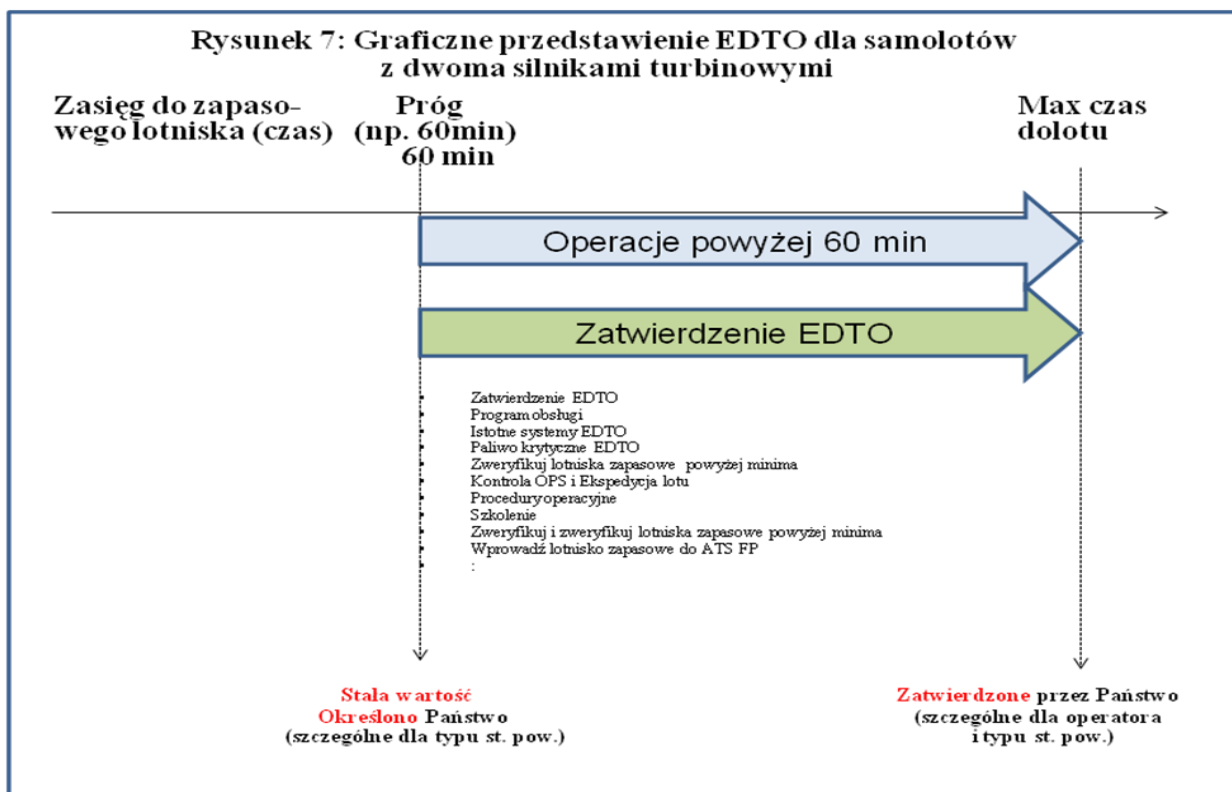 Rysunek 7: Graficzne przedstawienie EDTO dla samolotów
z dwoma silnikami turbinowymi
Zasięg do zapaso-
wego lotniska (czas)
Próg
(np. 60min)
60 min
Max czas
dolotu
Operacje powyżej 60 min
Zatwierdzenie EDTO
• Zatwierdzenie EDTO
• Program obsługi
• Istotne systemy EDTO
• Paliwo krytyczne EDTO
• Zweryfikuj lotniska zapasowe powyżej minima
• Kontrola OPS i Ekspedycja lotu
• Procedury operacyjne
• Szkolenie
• Zweryfikuj i zweryfikuj lotniska zapasowe powyżej minima
• Wprowadź lotnisko zapasowe do ATS FP
• :
Stala wartość
Określono Państwo
(szczególne dla typu st. pow.)
Zatwierdzone przez Państwo
(szczególne dla operatora
i typu st. pow.)